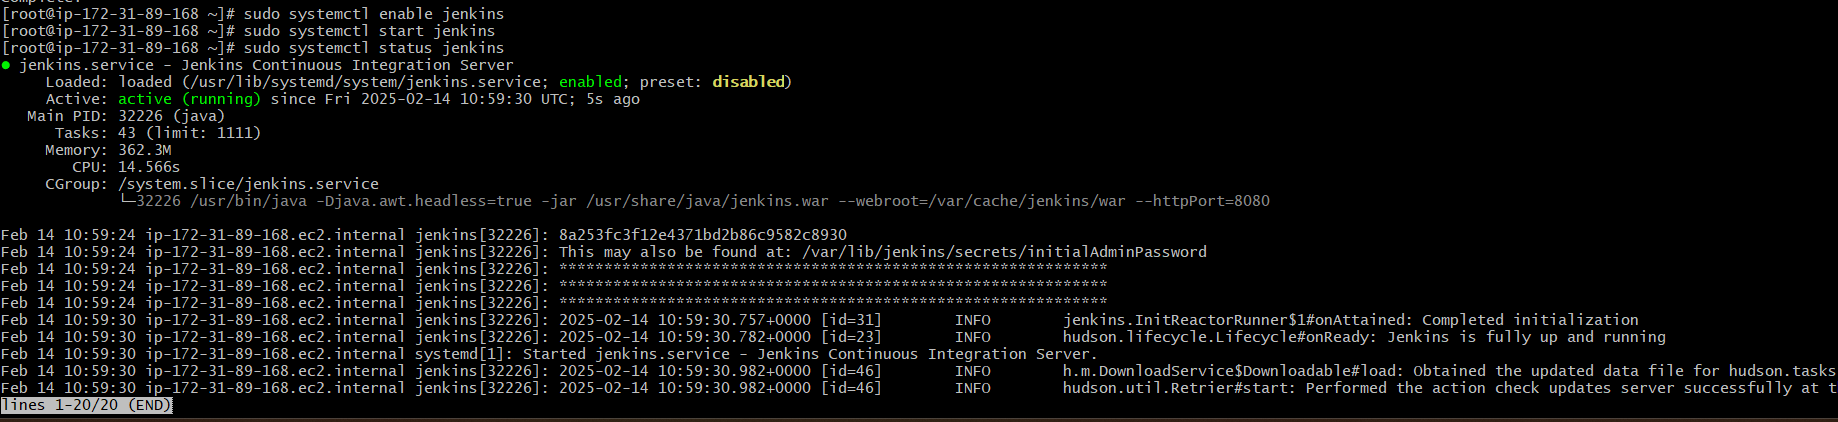 [root@ip-172-31-89-168 ~]# sudo systemctl enable jenkins
[root@ip-172-31-89-168 ~]# sudo systemctl start jenkins
[root@ip-172-31-89-168 ~]# sudo systemctl status jenkins
● jenkins.service - Jenkins Continuous Integration Server
     Loaded: loaded (/usr/lib/systemd/system/jenkins.service; enabled; preset: disabled)
     Active: active (running) since Fri 2025-02-14 10:59:30 UTC; 5s ago
   Main PID: 32226 (java)
      Tasks: 43 (limit: 1111)
     Memory: 362.3M
        CPU: 14.566s
     CGroup: /system.slice/jenkins.service
             └─32226 /usr/bin/java -Djava.awt.headless=true -jar /usr/share/java/jenkins.war --webroot=/var/cache/jenkins/war --httpPort=8080
Feb 14 10:59:24 ip-172-31-89-168.ec2.internal jenkins[32226]: 8a253fc3f12e4371bd2b86c9582c8930
Feb 14 10:59:24 ip-172-31-89-168.ec2.internal jenkins[32226]: This may also be found at: /var/lib/jenkins/secrets/initialAdminPassword
Feb 14 10:59:24 ip-172-31-89-168.ec2.internal jenkins[32226]: *************************************************************
Feb 14 10:59:24 ip-172-31-89-168.ec2.internal jenkins[32226]: *************************************************************
Feb 14 10:59:24 ip-172-31-89-168.ec2.internal jenkins[32226]: *************************************************************
Feb 14 10:59:30 ip-172-31-89-168.ec2.internal jenkins[32226]: 2025-02-14 10:59:30.757+0000 [id=31]        INFO        jenkins.InitReactorRunner$1#onAttained: Completed initialization
Feb 14 10:59:30 ip-172-31-89-168.ec2.internal jenkins[32226]: 2025-02-14 10:59:30.782+0000 [id=23]        INFO        hudson.lifecycle.Lifecycle#onReady: Jenkins is fully up and running
Feb 14 10:59:30 ip-172-31-89-168.ec2.internal systemd[1]: Started jenkins.service - Jenkins Continuous Integration Server.
Feb 14 10:59:30 ip-172-31-89-168.ec2.internal jenkins[32226]: 2025-02-14 10:59:30.982+0000 [id=46]        INFO        h.m.DownloadService$Downloadable#load: Obtained the updated data file for hudson.tasks
Feb 14 10:59:30 ip-172-31-89-168.ec2.internal jenkins[32226]: 2025-02-14 10:59:30.982+0000 [id=46]        INFO        hudson.util.Retrier#start: Performed the action check updates server successfully at t
lines 1-20/20 (END)